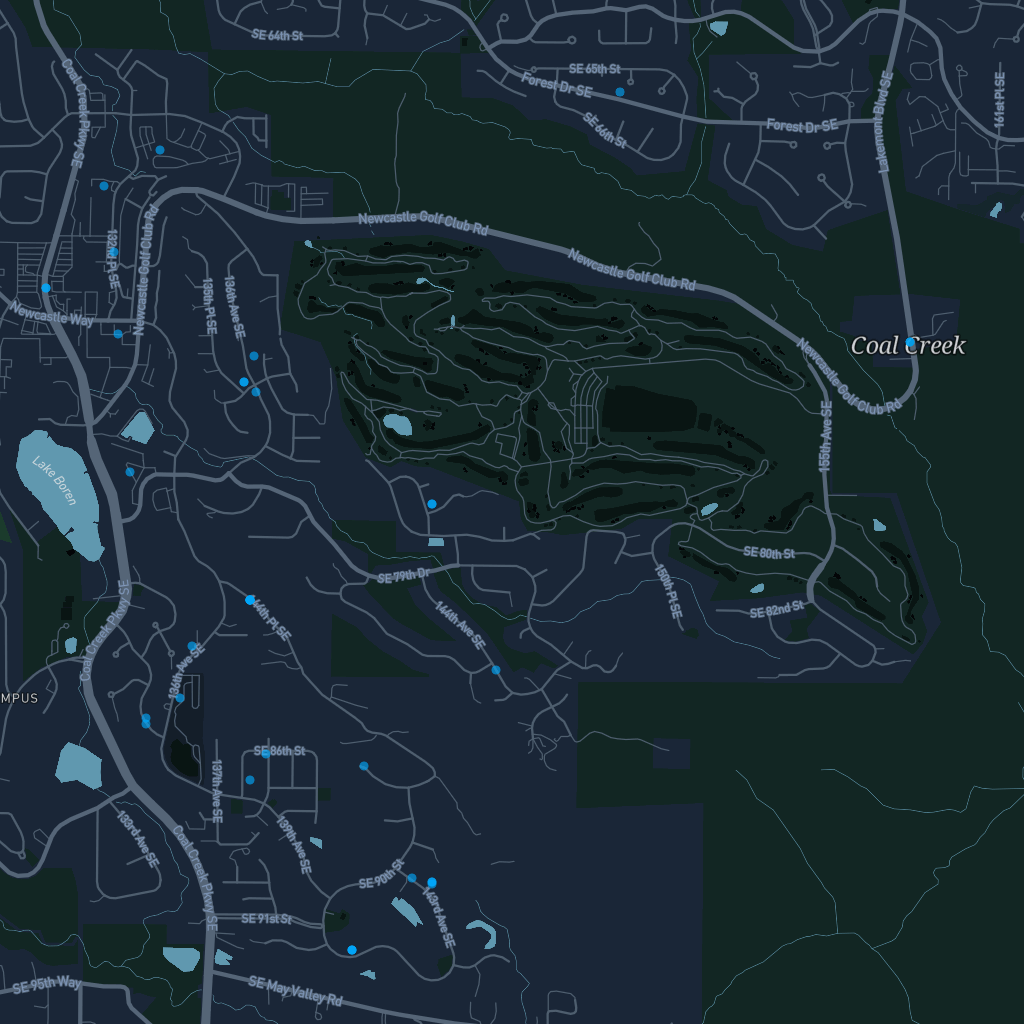 SE 64th St
Coal Creek Pkwy SE
SE 65th St
Forest Dr SE
SE 66th St
Forest Dr SE
Lakemont Blvd SE
161st Pl SE
Newcastle Golf Club Rd
Newcastle Golf Club Rd
132nd Pl SE
Newcastle Golf Club Rd
135th Pl SE
136th Ave SE
Newcastle Way
Coal Creek
Newcastle Golf Club Rd
155th Ave SE
Lake Boren
SE 80th St
SE 79th Dr
150th Pl SE
SE 82nd St
144th Ave SE
44th Pl SE
Coal Creek Pkwy SE
136th Ave SE
MPUS
SE 86th St
137th Ave SE
133rd Ave SE
Coal Creek Pkwy SE
139th Ave SE
SE 90th St
143rd Ave SE
SE 91st St
SE 95th Way
SE May Valley Rd